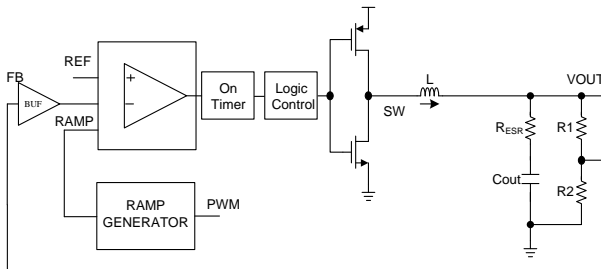 FB
BUF
REF
RAMP
+
−
On
Timer
Logic
Control
SW
L
VOUT
RESR
R1
Cout
R2
RAMP
GENERATOR
PWM